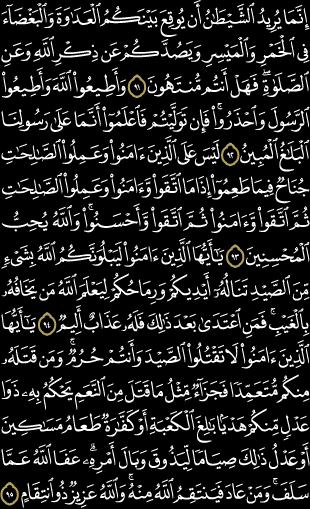 إِنَّمَا يُرِيدُ ٱلشَّيْطَٰنُ أَن يُوقِعَ بَيْنَكُمُ ٱلْعَدَٰوَةَ وَٱلْبَغْضَآءَ
فِى ٱلْخَمْرِ وَٱلْمَيْسِرِ وَيَصُدَّكُمْ عَن ذِكْرِ ٱللَّهِ وَعَنِ
ٱلصَّلَوٰةِ ۖ فَهَلْ أَنتُم مُّنتَهُونَ ٩١ وَأَطِيعُوا۟ ٱللَّهَ وَأَطِيعُوا۟
ٱلرَّسُولَ وَٱحْذَرُوا۟ ۚ فَإِن تَوَلَّيْتُمْ فَٱعْلَمُوٓا۟ أَنَّمَا عَلَىٰ رَسُولِنَا
ٱلْبَلَٰغُ ٱلْمُبِينُ ٩٢ لَيْسَ عَلَى ٱلَّذِينَ ءَامَنُوا۟ وَعَمِلُوا۟ ٱلصَّٰلِحَٰتِ
جُنَاحٌ فِيمَا طَعِمُوٓا۟ إِذَا مَا ٱتَّقَوا۟ وَّءَامَنُوا۟ وَعَمِلُوا۟ ٱلصَّٰلِحَٰتِ
ثُمَّ ٱتَّقَوا۟ وَّءَامَنُوا۟ ثُمَّ ٱتَّقَوا۟ وَّأَحْسَنُوا۟ ۗ وَٱللَّهُ يُحِبُّ
ٱلْمُحْسِنِينَ ٩٣ يَٰٓأَيُّهَا ٱلَّذِينَ ءَامَنُوا۟ لَيَبْلُوَنَّكُمُ ٱللَّهُ بِشَىْءٍ
مِّنَ ٱلصَّيْدِ تَنَالُهُۥٓ أَيْدِيكُمْ وَرِمَاحُكُمْ لِيَعْلَمَ ٱللَّهُ مَن يَخَافُهُۥ
بِٱلْغَيْبِ ۚ فَمَنِ ٱعْتَدَىٰ بَعْدَ ذَٰلِكَ فَلَهُۥ عَذَابٌ أَلِيمٌ ٩٤ يَٰٓأَيُّهَا
ٱلَّذِينَ ءَامَنُوا۟ لَا تَقْتُلُوا۟ ٱلصَّيْدَ وَأَنتُمْ حُرُمٌ ۚ وَمَن قَتَلَهُۥ
مِنكُم مُّتَعَمِّدًا فَجَزَآءٌ مِّثْلُ مَا قَتَلَ مِنَ ٱلنَّعَمِ يَحْكُمُ بِهِۦ ذَوَا
عَدْلٍ مِّنكُمْ هَدْيًۢا بَٰلِغَ ٱلْكَعْبَةِ أَوْ كَفَّٰرَةٌ طَعَامُ مَسَٰكِينَ
أَوْ عَدْلُ ذَٰلِكَ صِيَامًا لِّيَذُوقَ وَبَالَ أَمْرِهِۦ ۗ عَفَا ٱللَّهُ عَمَّا
سَلَفَ ۚ وَمَنْ عَادَ فَيَنتَقِمُ ٱللَّهُ مِنْهُ ۗ وَٱللَّهُ عَزِيزٌ ذُو ٱنتِقَامٍ ٩٥